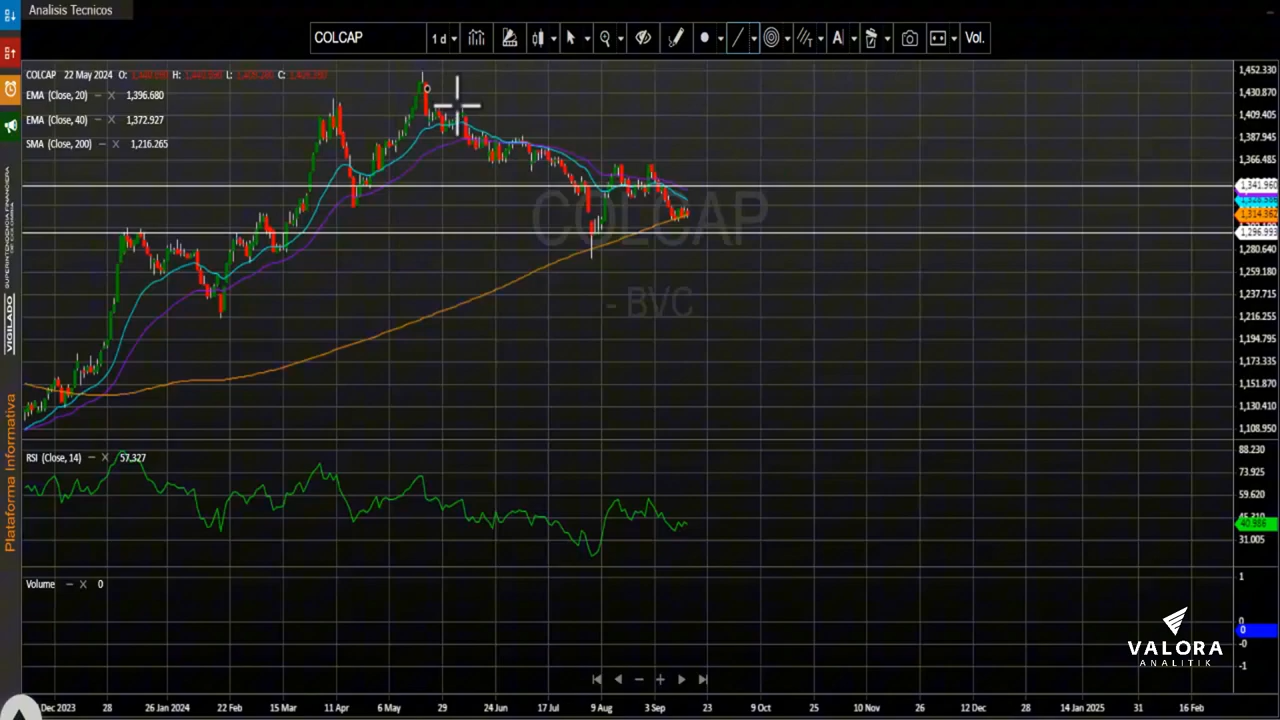 Analisis Tecnicos
COLCAP
1 d
A
Vol.
COLCAP 22 May 2024 O: H: L: C:
EMA (Close, 20) – X 1,396.680
EMA (Close, 40) – X 1,372.927
SMA (Close, 200) – X 1,216.265
1,452.330
1,430.870
1,409.405
1,387.945
1,366.485
1,341.960
1,314.362
1,296.993
1,280.640
1,259.180
1,237.715
1,216.255
1,194.795
1,173.335
1,151.870
1,130.410
1,108.950
COLCAP
- BVC
RSI (Close, 14) – X 57.327
88.230
73.925
59.620
45.310
40.986
31.005
Volume – X 0
1
0
0
-0
-1
Dec 2023 28 26 Jan 2024 22 Feb 15 Mar 11 Apr 6 May 29 24 Jun 17 Jul 9 Aug 3 Sep 23 9 Oct 25 10 Nov 26 12 Dec 28 14 Jan 2025 16 Feb
VALORA
ANALITIK
VIGILADO
SUPERINTENDENCIA FINANCIERA
DE COLOMBIA
Plataforma Informativa